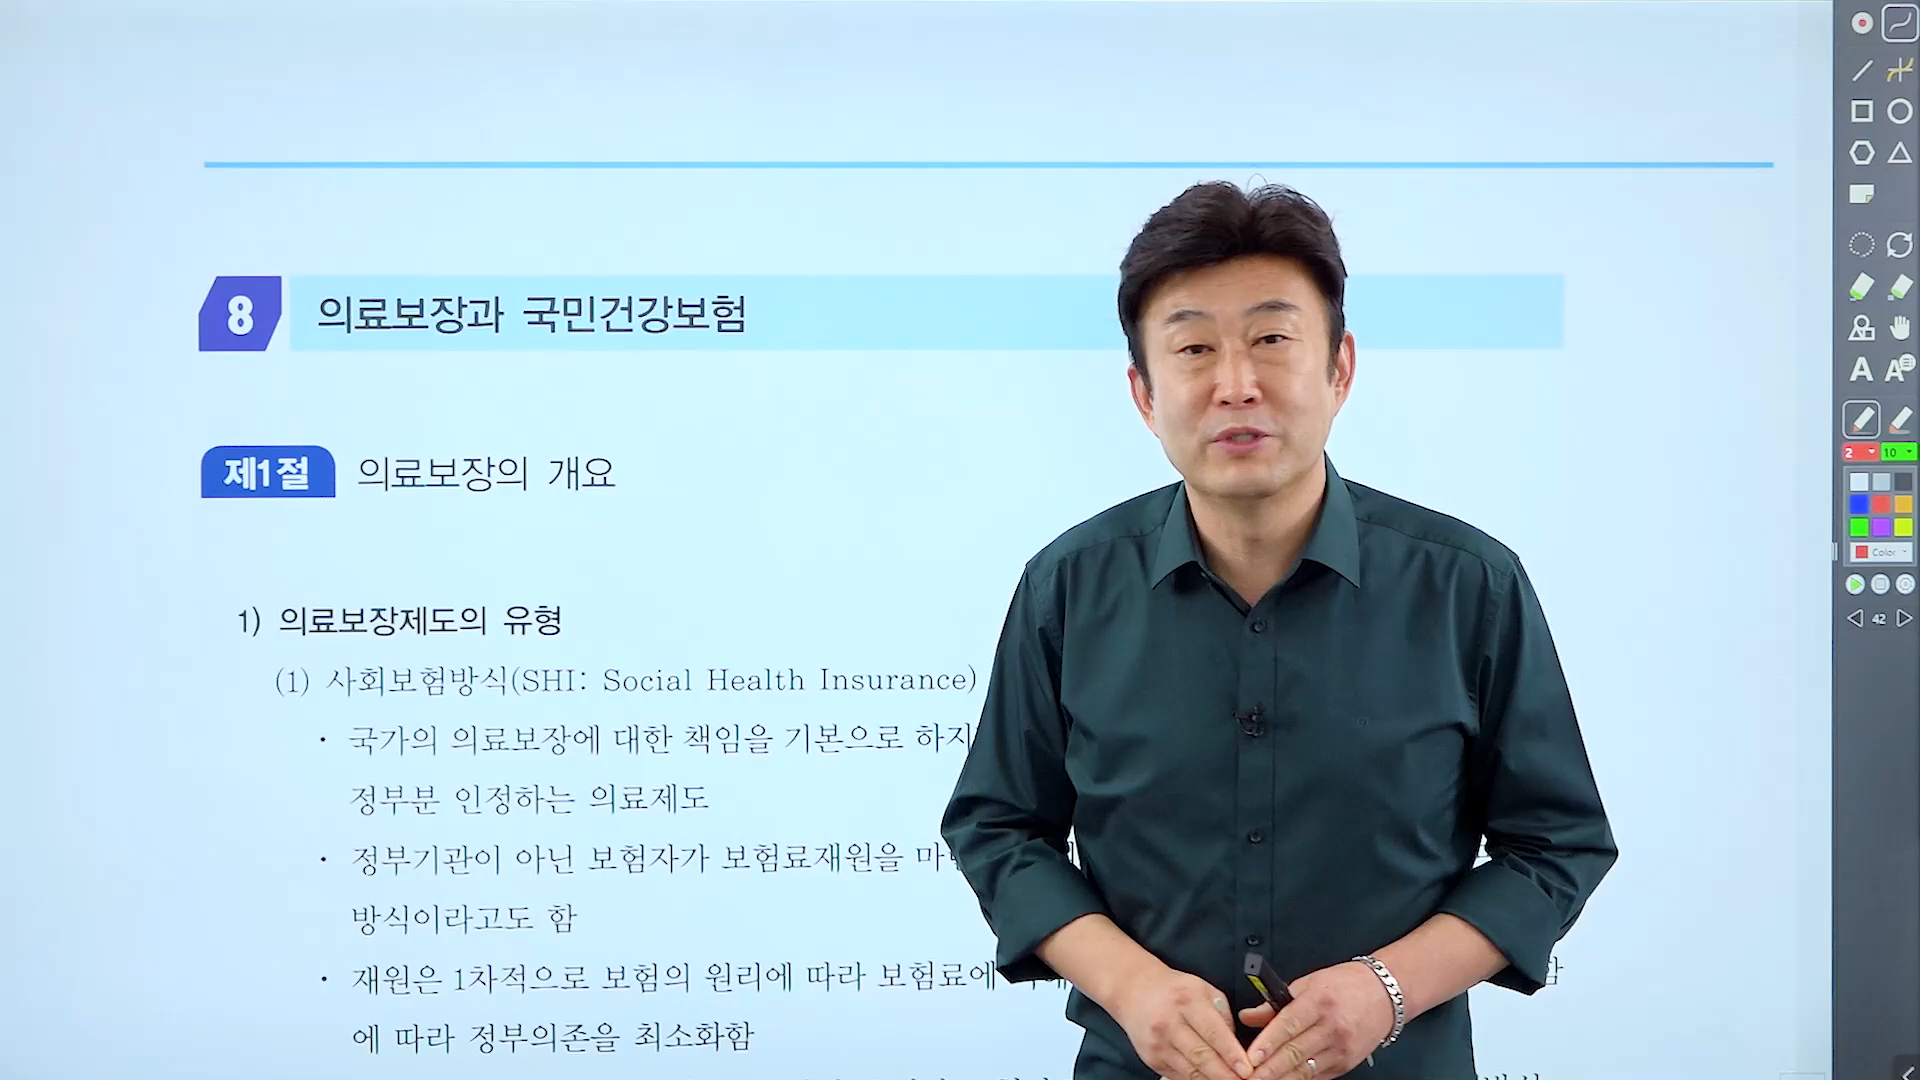 8 의료보장과 국민건강보험
제1절 의료보장의 개요
1) 의료보장제도의 유형
(1) 사회보험방식(SHI: Social Health Insurance)
· 국가의 의료보장에 대한 책임을 기본으로 하지
정부분 인정하는 의료제도
· 정부기관이 아닌 보험자가 보험료재원을
방식이라고도 함
· 재원은 1차적으로 보험의 원리에 따라 보험료에 함
에 따라 정부의존을 최소화함
A A
2 10
Color
42